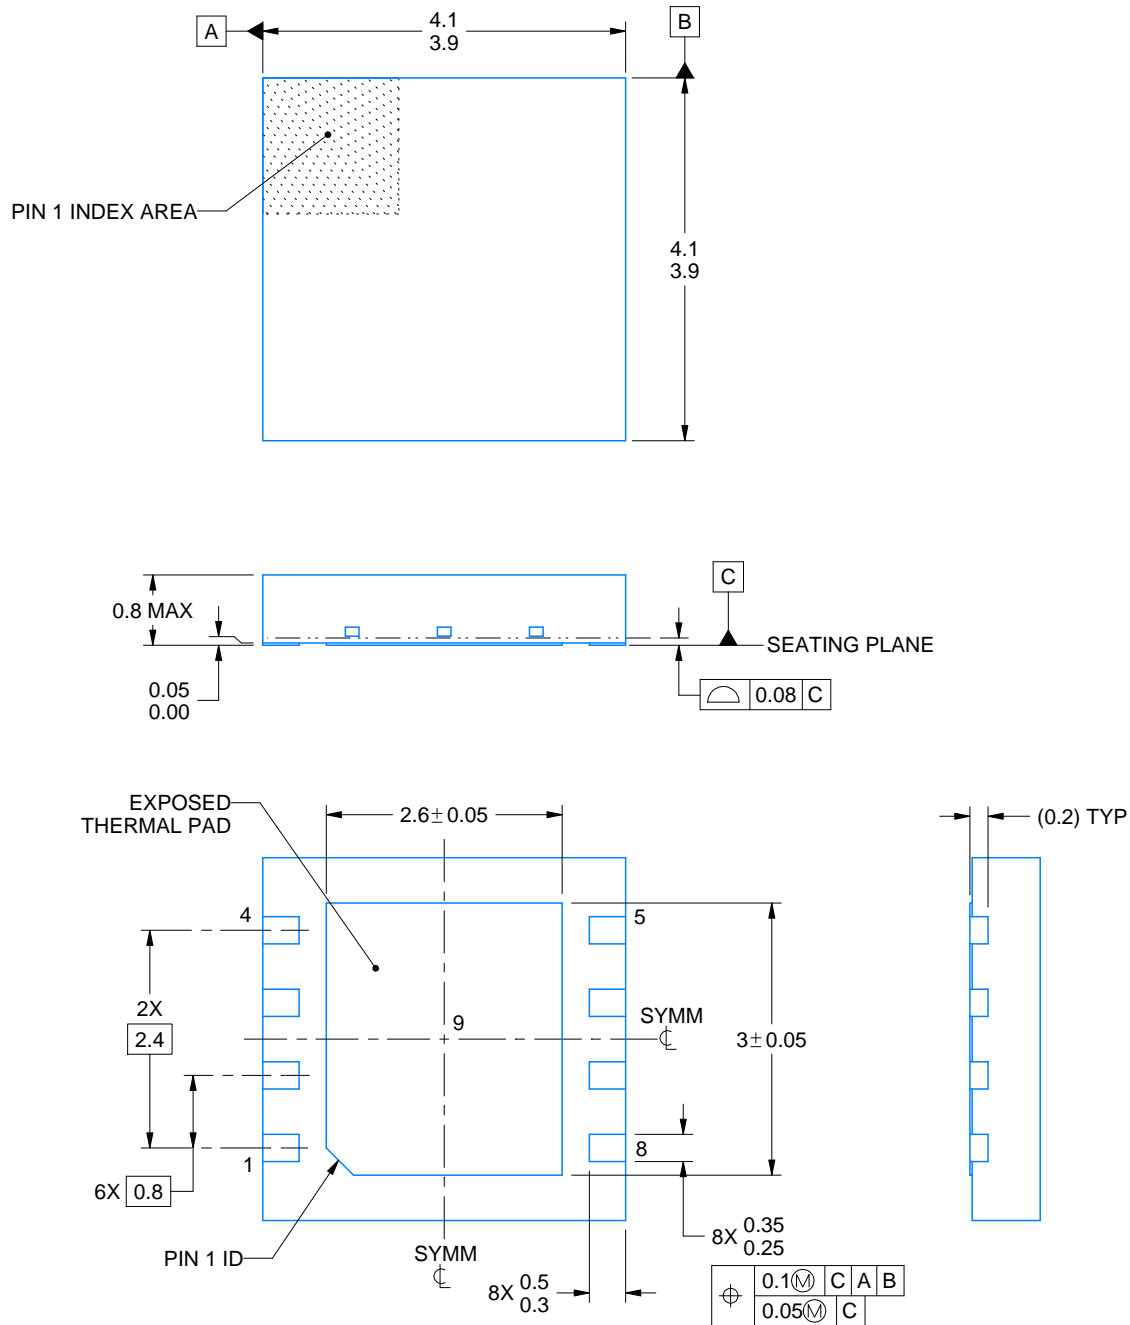 A
4.1
3.9
B
PIN 1 INDEX AREA
4.1
3.9
0.8 MAX
C
SEATING PLANE
0.05
0.00
0.08 C
EXPOSED
THERMAL PAD
2.6±0.05
(0.2) TYP
4
5
2X
2.4
9
SYMM
℄
3±0.05
1
8
6X 0.8
PIN 1 ID
SYMM
℄
8X 0.5
0.3
8X 0.35
0.25
⌖ 0.1Ⓜ C A B
0.05Ⓜ C